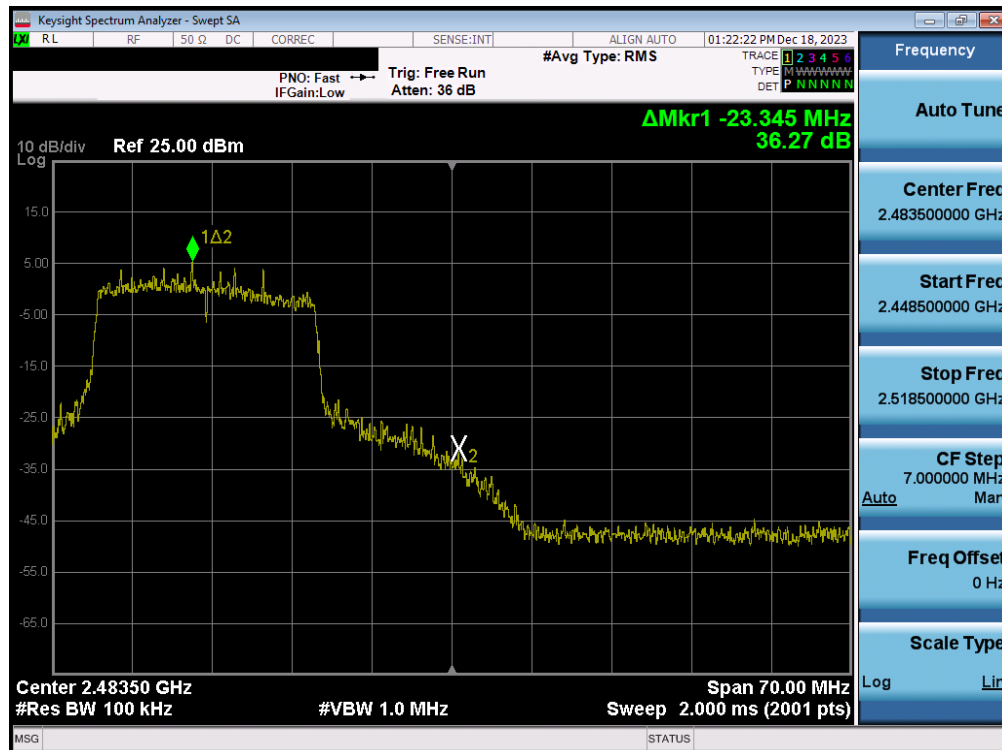 Keysight Spectrum Analyzer - Swept SA
LXI RL RF 50 Ω DC CORREC SENSE:INT ALIGN AUTO 01:22:22 PM Dec 18, 2023
#Avg Type: RMS
TRACE 1 2 3 4 5 6
PNO: Fast Trig: Free Run TYPE M WWWWW
IFGain:Low Atten: 36 dB DET P N N N N N
ΔMkr1 -23.345 MHz
36.27 dB
10 dB/div Ref 25.00 dBm
Log
15.0
1Δ2
5.00
-5.00
-15.0
-25.0
X2
-35.0
-45.0
-55.0
-65.0
Center 2.48350 GHz Span 70.00 MHz
#Res BW 100 kHz #VBW 1.0 MHz Sweep 2.000 ms (2001 pts)
MSG STATUS
Frequency
Auto Tune
Center Freq
2.483500000 GHz
Start Freq
2.448500000 GHz
Stop Freq
2.518500000 GHz
CF Step
7.000000 MHz
Auto Man
Freq Offset
0 Hz
Scale Type
Log Lin